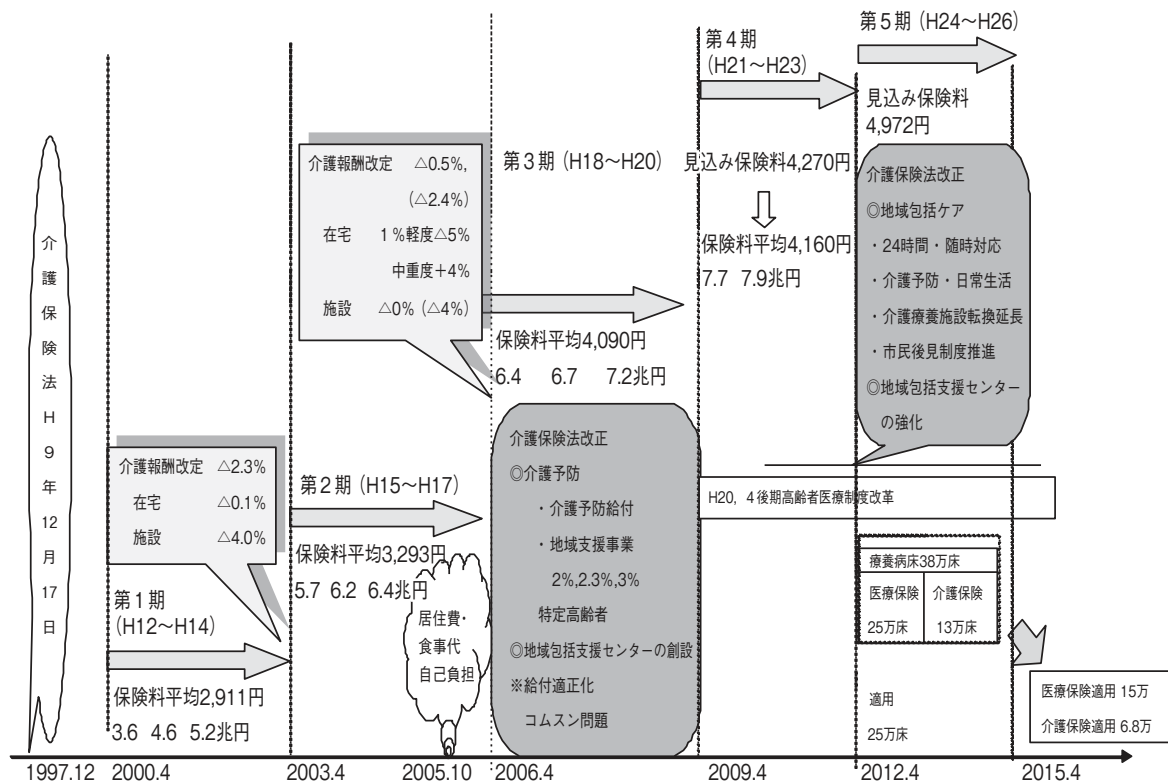 介護保険法H9年12月17日
介護報酬改定 △2.3%
在宅 △0.1%
施設 △4.0%
第1期
(H12～H14)
保険料平均2,911円
3.6 4.6 5.2兆円
第2期 (H15～H17)
保険料平均3,293円
5.7 6.2 6.4兆円
居住費・
食事代
自己負担
介護報酬改定 △0.5%,
(△2.4%)
在宅 1%軽度△5%
中重度+4%
施設 △0% (△4%)
第3期 (H18～H20)
保険料平均4,090円
6.4 6.7 7.2兆円
介護保険法改正
◎介護予防
・介護予防給付
・地域支援事業
2%,2.3%,3%
特定高齢者
◎地域包括支援センターの創設
※給付適正化
コムスン問題
第4期
(H21～H23)
見込み保険料4,270円
保険料平均4,160円
7.7 7.9兆円
第5期 (H24～H26)
見込み保険料
4,972円
介護保険法改正
◎地域包括ケア
・24時間・随時対応
・介護予防・日常生活
・介護療養施設転換延長
・市民後見制度推進
◎地域包括支援センター
の強化
H20，4後期高齢者医療制度改革
療養病床38万床
医療保険 介護保険
25万床 13万床
適用
25万床
医療保険適用 15万
介護保険適用 6.8万
1997.12 2000.4 2003.4 2005.10 2006.4 2009.4 2012.4 2015.4